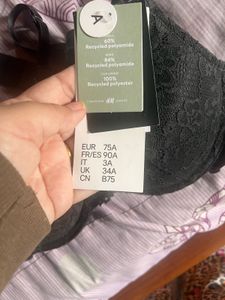 A
60%
Recycled polyamide
84%
Recycled polyamide
100%
Recycled polyester
H&M
EUR 75A
FR/ES 90A
IT 3A
UK 34A
CN B75